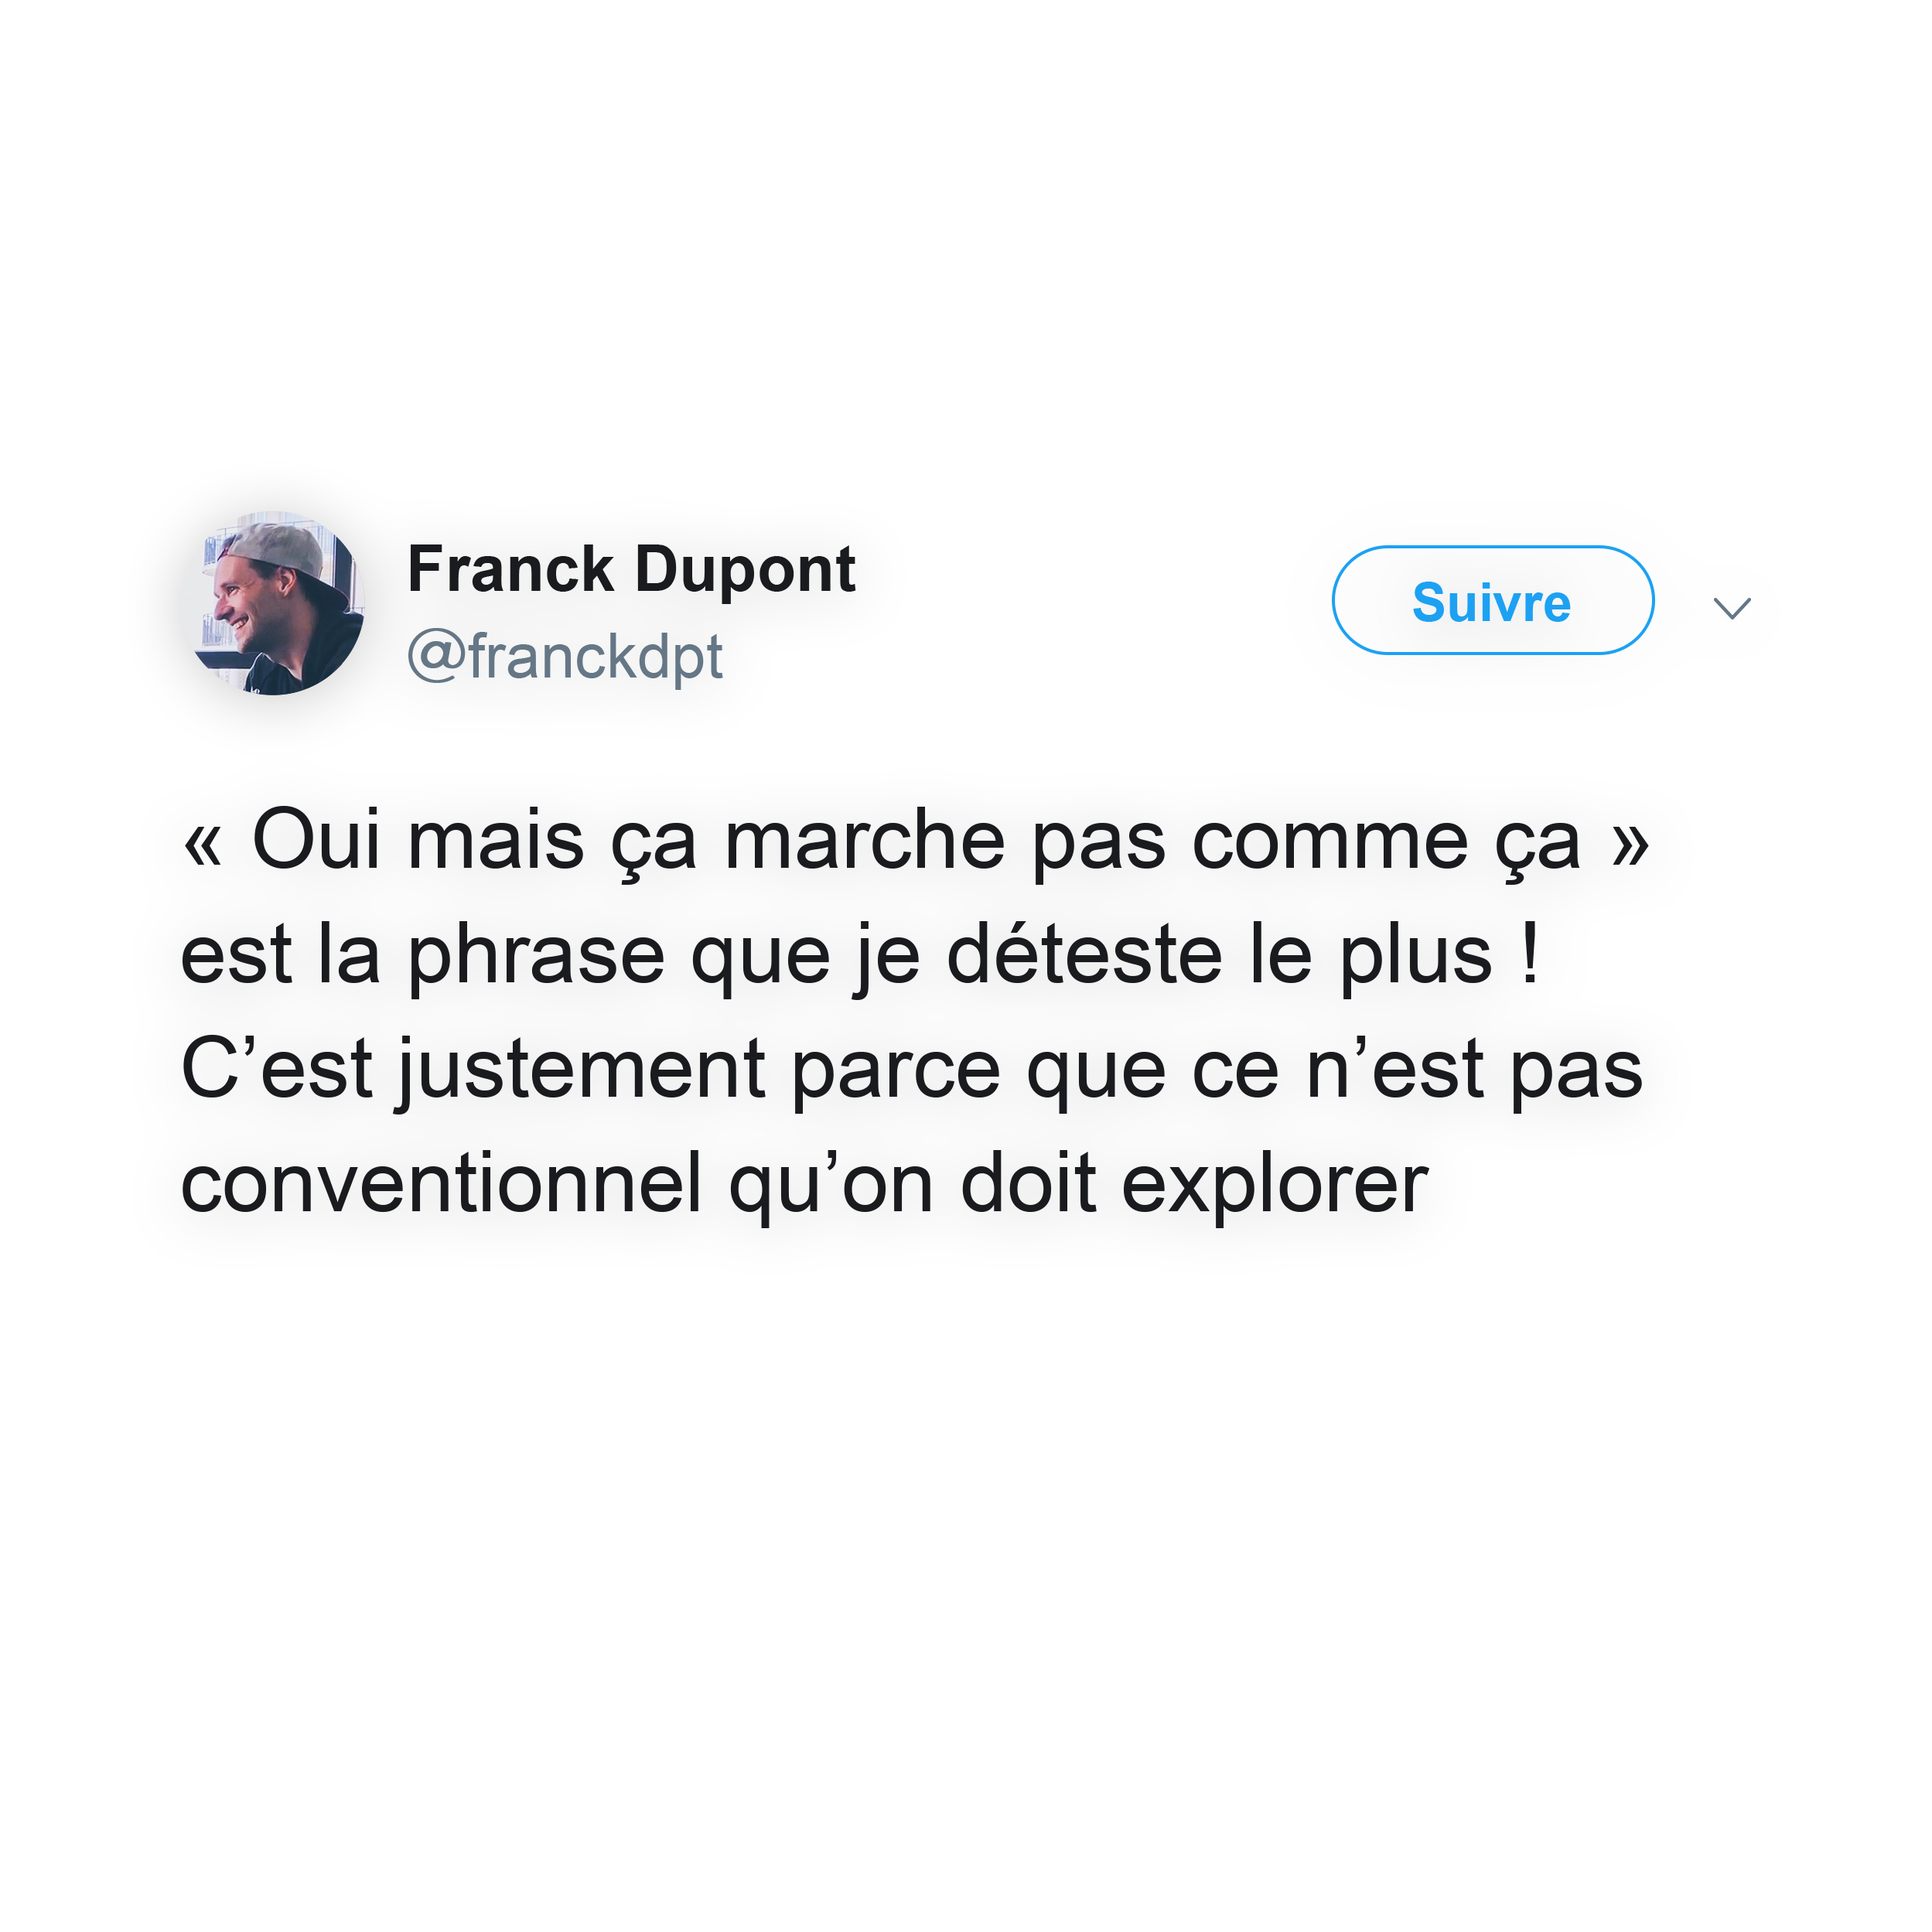 Franck Dupont
@franckdpt
Suivre
« Oui mais ça marche pas comme ça »
est la phrase que je déteste le plus !
C’est justement parce que ce n’est pas
conventionnel qu’on doit explorer